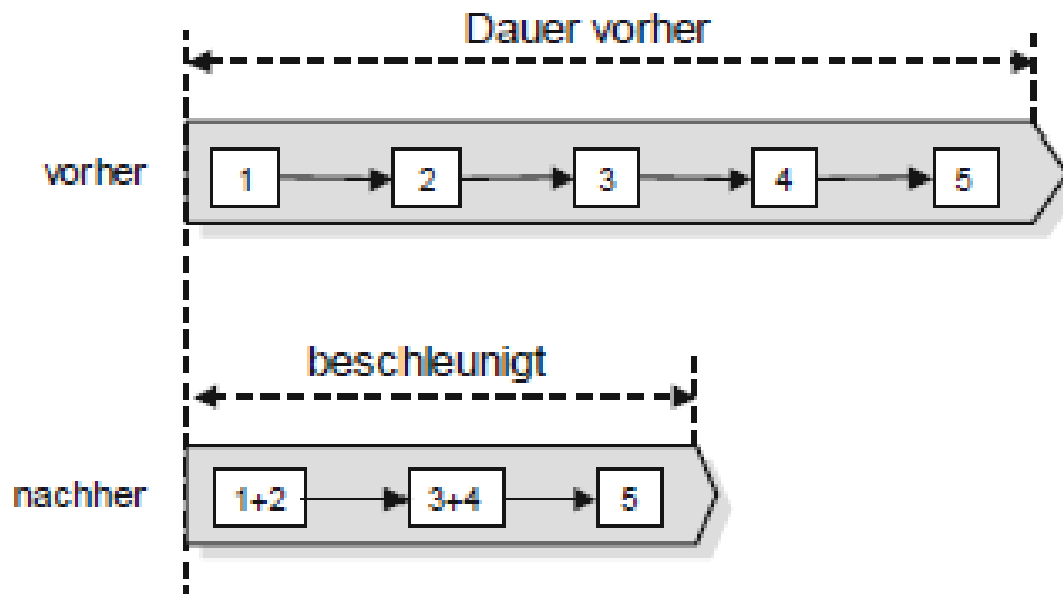 Dauer vorher
vorher
1 2 3 4 5
beschleunigt
nachher
1+2 3+4 5